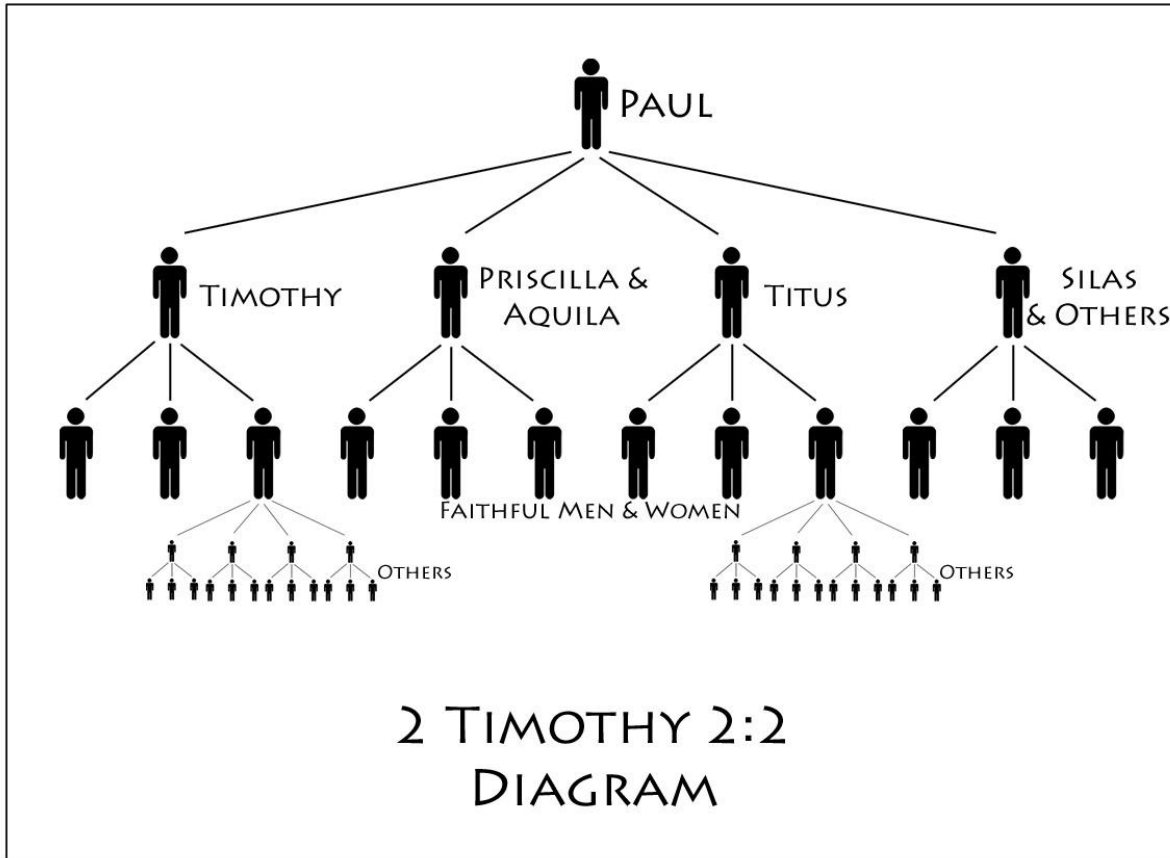 Paul
Timothy
Priscilla &
Aquila
Titus
Silas
& Others
Faithful Men & Women
Others
Others
2 Timothy 2:2
Diagram